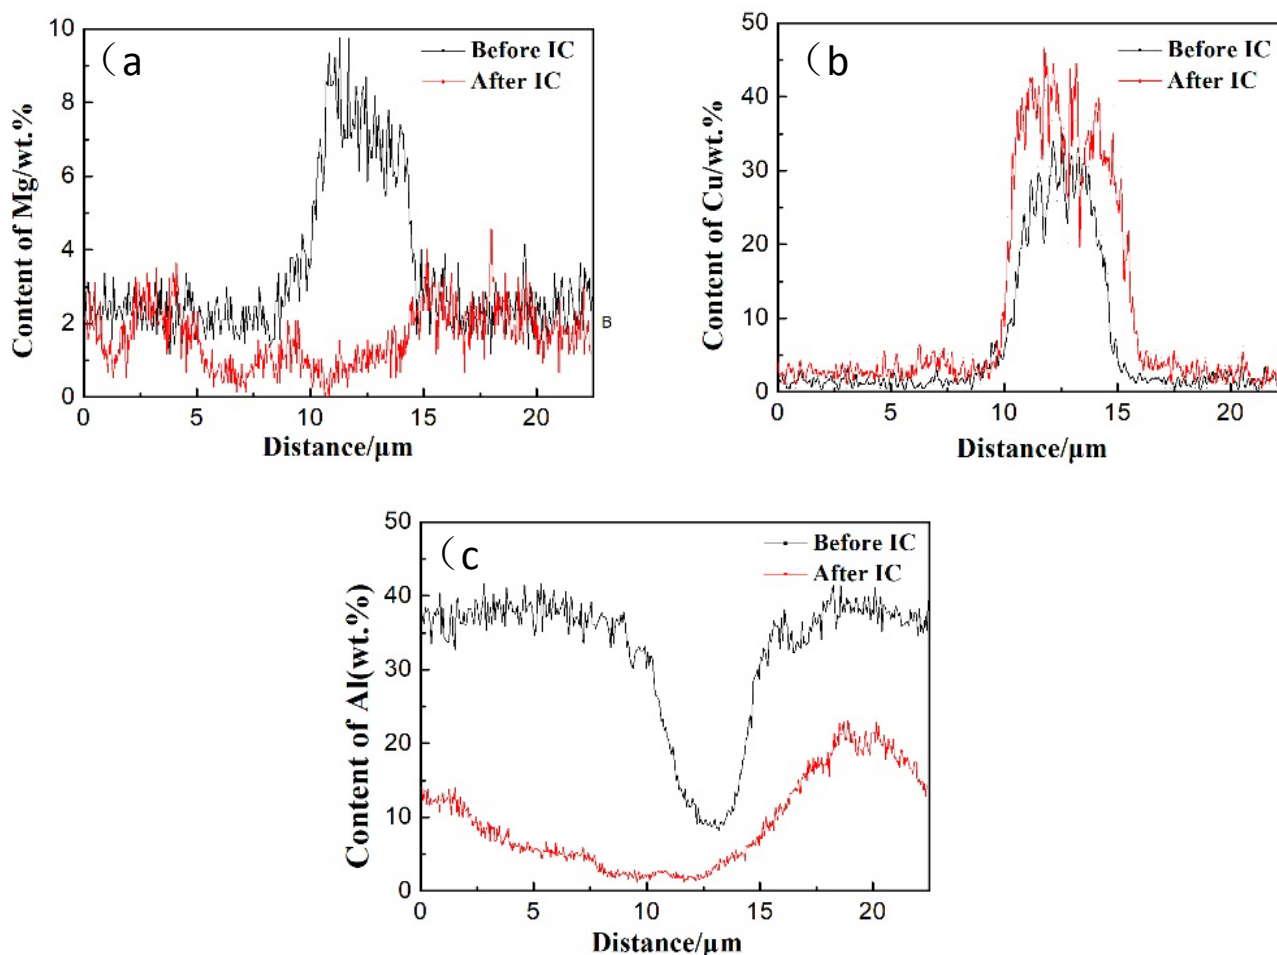 (a
Before IC
After IC
Content of Mg/wt.%
10
8
6
4
2
0
B
0 5 10 15 20
Distance/μm
(b
Before IC
After IC
Content of Cu/wt.%
50
40
30
20
10
0
0 5 10 15 20
Distance/μm
(c
Before IC
After IC
Content of Al(wt.%)
50
40
30
20
10
0
0 5 10 15 20
Distance/μm